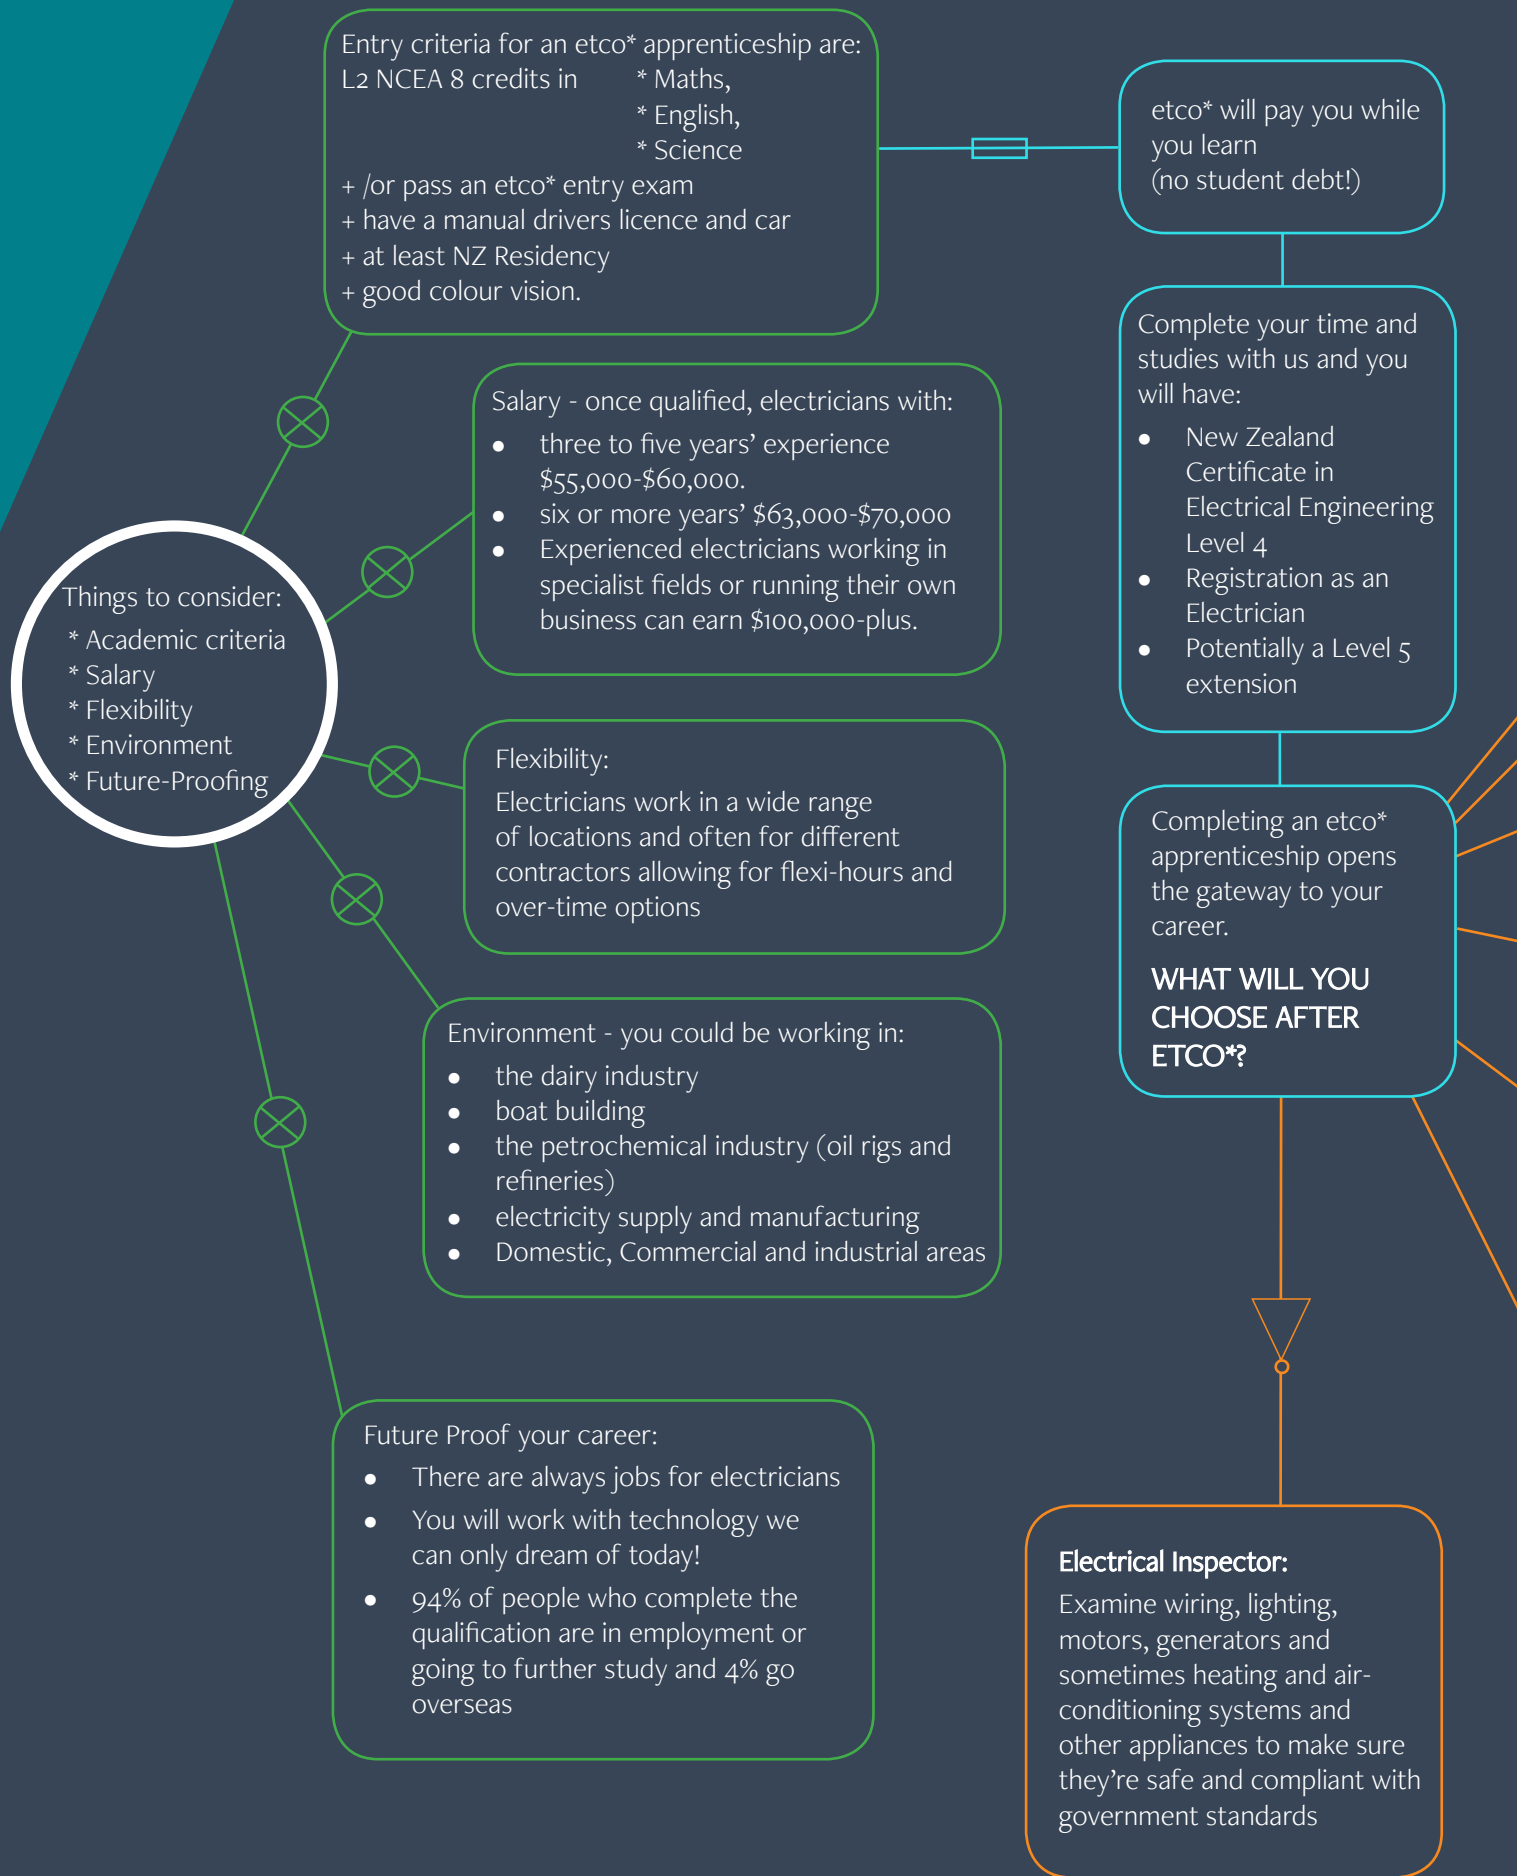 Entry criteria for an etco* apprenticeship are:
L2 NCEA 8 credits in * Maths,
* English,
* Science
+ /or pass an etco* entry exam
+ have a manual drivers licence and car
+ at least NZ Residency
+ good colour vision.
etco* will pay you while
you learn
(no student debt!)
Complete your time and
studies with us and you
will have:
● New Zealand
Certificate in
Electrical Engineering
Level 4
● Registration as an
Electrician
● Potentially a Level 5
extension
Salary - once qualified, electricians with:
● three to five years’ experience
$55,000-$60,000.
● six or more years’ $63,000-$70,000
● Experienced electricians working in
specialist fields or running their own
business can earn $100,000-plus.
Things to consider:
* Academic criteria
* Salary
* Flexibility
* Environment
* Future-Proofing
Flexibility:
Electricians work in a wide range
of locations and often for different
contractors allowing for flexi-hours and
over-time options
Completing an etco*
apprenticeship opens
the gateway to your
career.
WHAT WILL YOU
CHOOSE AFTER
ETCO*?
Environment - you could be working in:
● the dairy industry
● boat building
● the petrochemical industry (oil rigs and
refineries)
● electricity supply and manufacturing
● Domestic, Commercial and industrial areas
Future Proof your career:
● There are always jobs for electricians
● You will work with technology we
can only dream of today!
● 94% of people who complete the
qualification are in employment or
going to further study and 4% go
overseas
Electrical Inspector:
Examine wiring, lighting,
motors, generators and
sometimes heating and air-
conditioning systems and
other appliances to make sure
they’re safe and compliant with
government standards